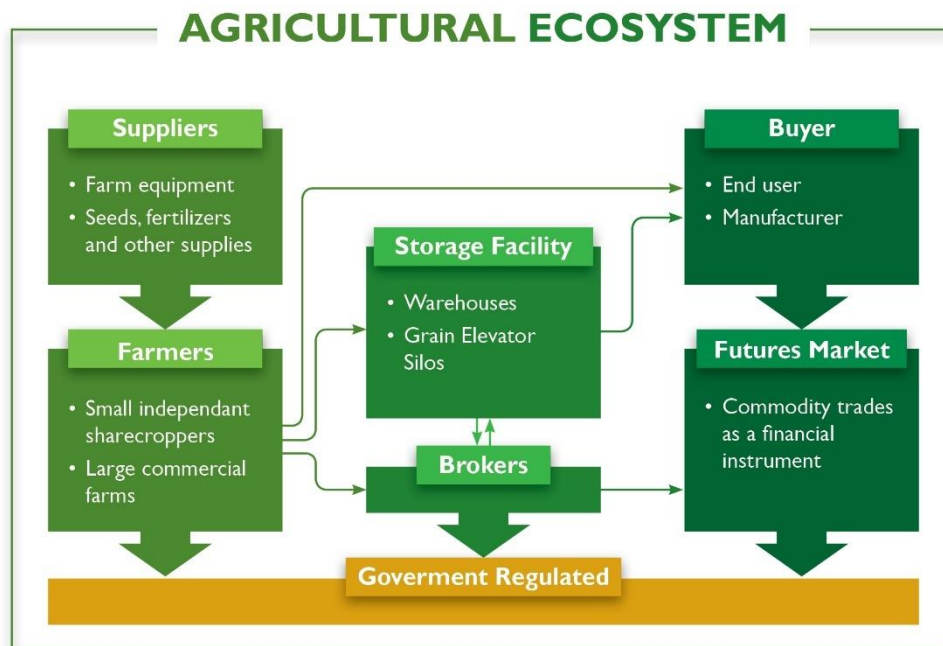 AGRICULTURAL ECOSYSTEM
Suppliers
• Farm equipment
• Seeds, fertilizers
and other supplies
Farmers
• Small independant
sharecroppers
• Large commercial
farms
Storage Facility
• Warehouses
• Grain Elevator
Silos
Brokers
Buyer
• End user
• Manufacturer
Futures Market
• Commodity trades
as a financial
instrument
Goverment Regulated